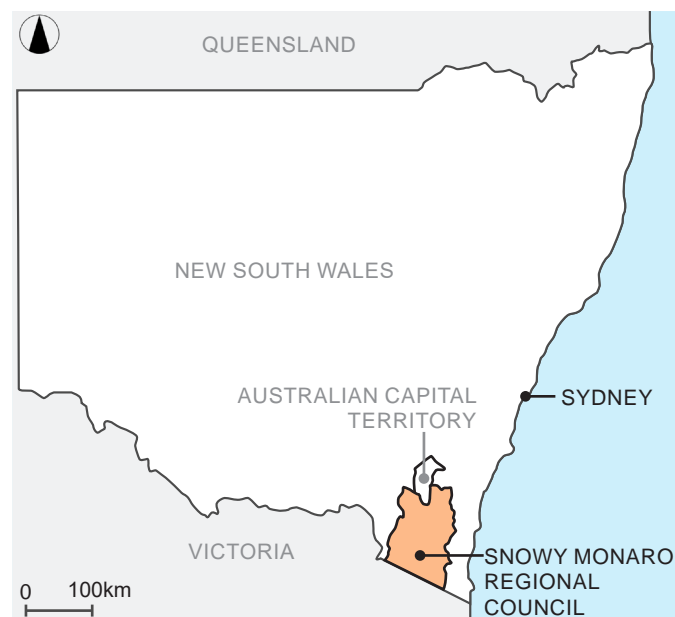 QUEENSLAND
NEW SOUTH WALES
AUSTRALIAN CAPITAL
TERRITORY
SYDNEY
VICTORIA
SNOWY MONARO
REGIONAL
COUNCIL
0 100km